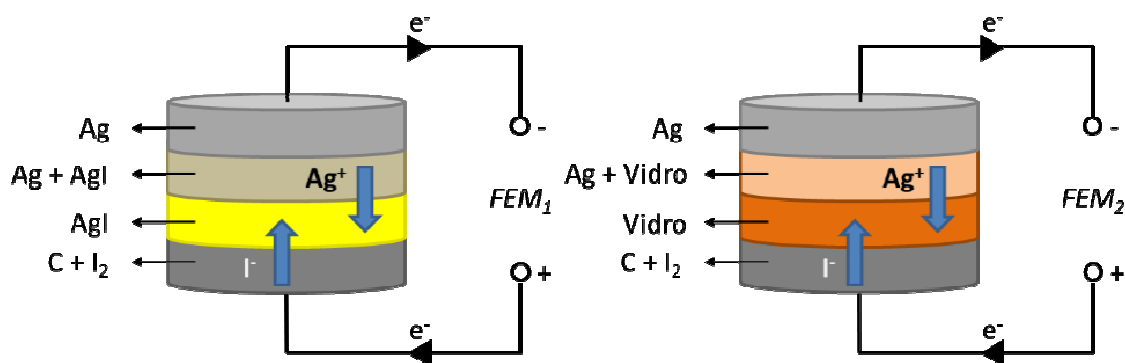 e⁻
Ag
Ag + AgI
Ag⁺
AgI
C + I₂
I⁻
-
FEM₁
+
e⁻
e⁻
Ag
Ag + Vidro
Ag⁺
Vidro
C + I₂
I⁻
-
FEM₂
+
e⁻